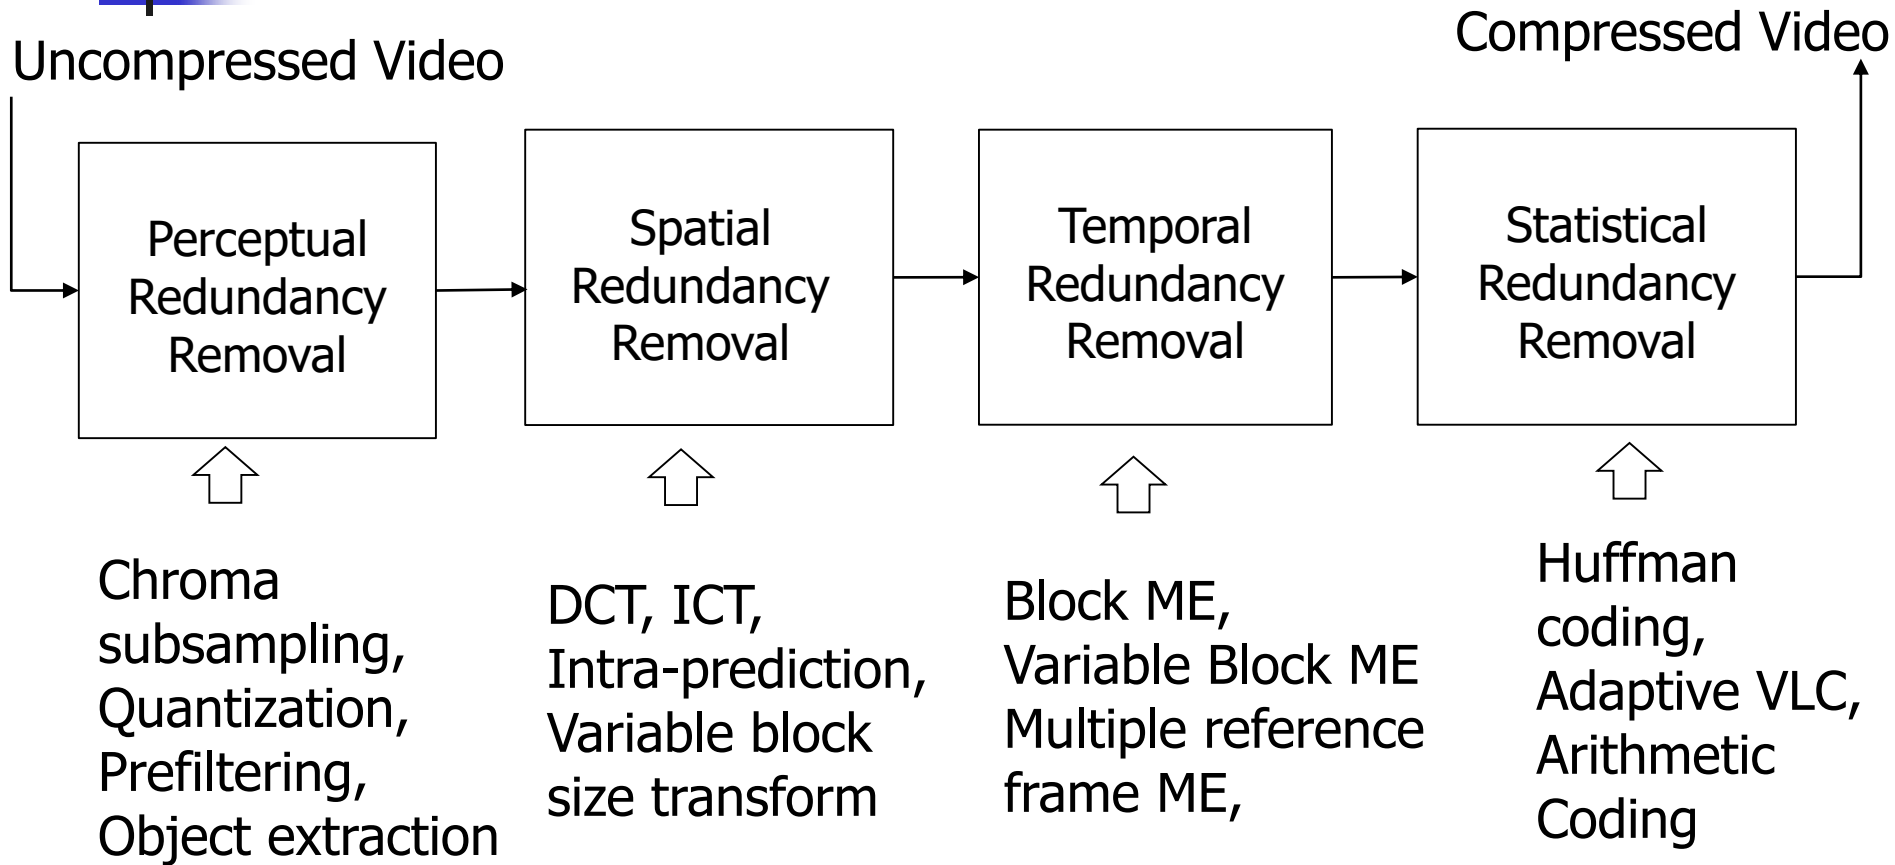 Uncompressed Video
Compressed Video
Perceptual
Redundancy
Removal
Spatial
Redundancy
Removal
Temporal
Redundancy
Removal
Statistical
Redundancy
Removal
Chroma
subsampling,
Quantization,
Prefiltering,
Object extraction
DCT, ICT,
Intra-prediction,
Variable block
size transform
Block ME,
Variable Block ME
Multiple reference
frame ME,
Huffman
coding,
Adaptive VLC,
Arithmetic
Coding